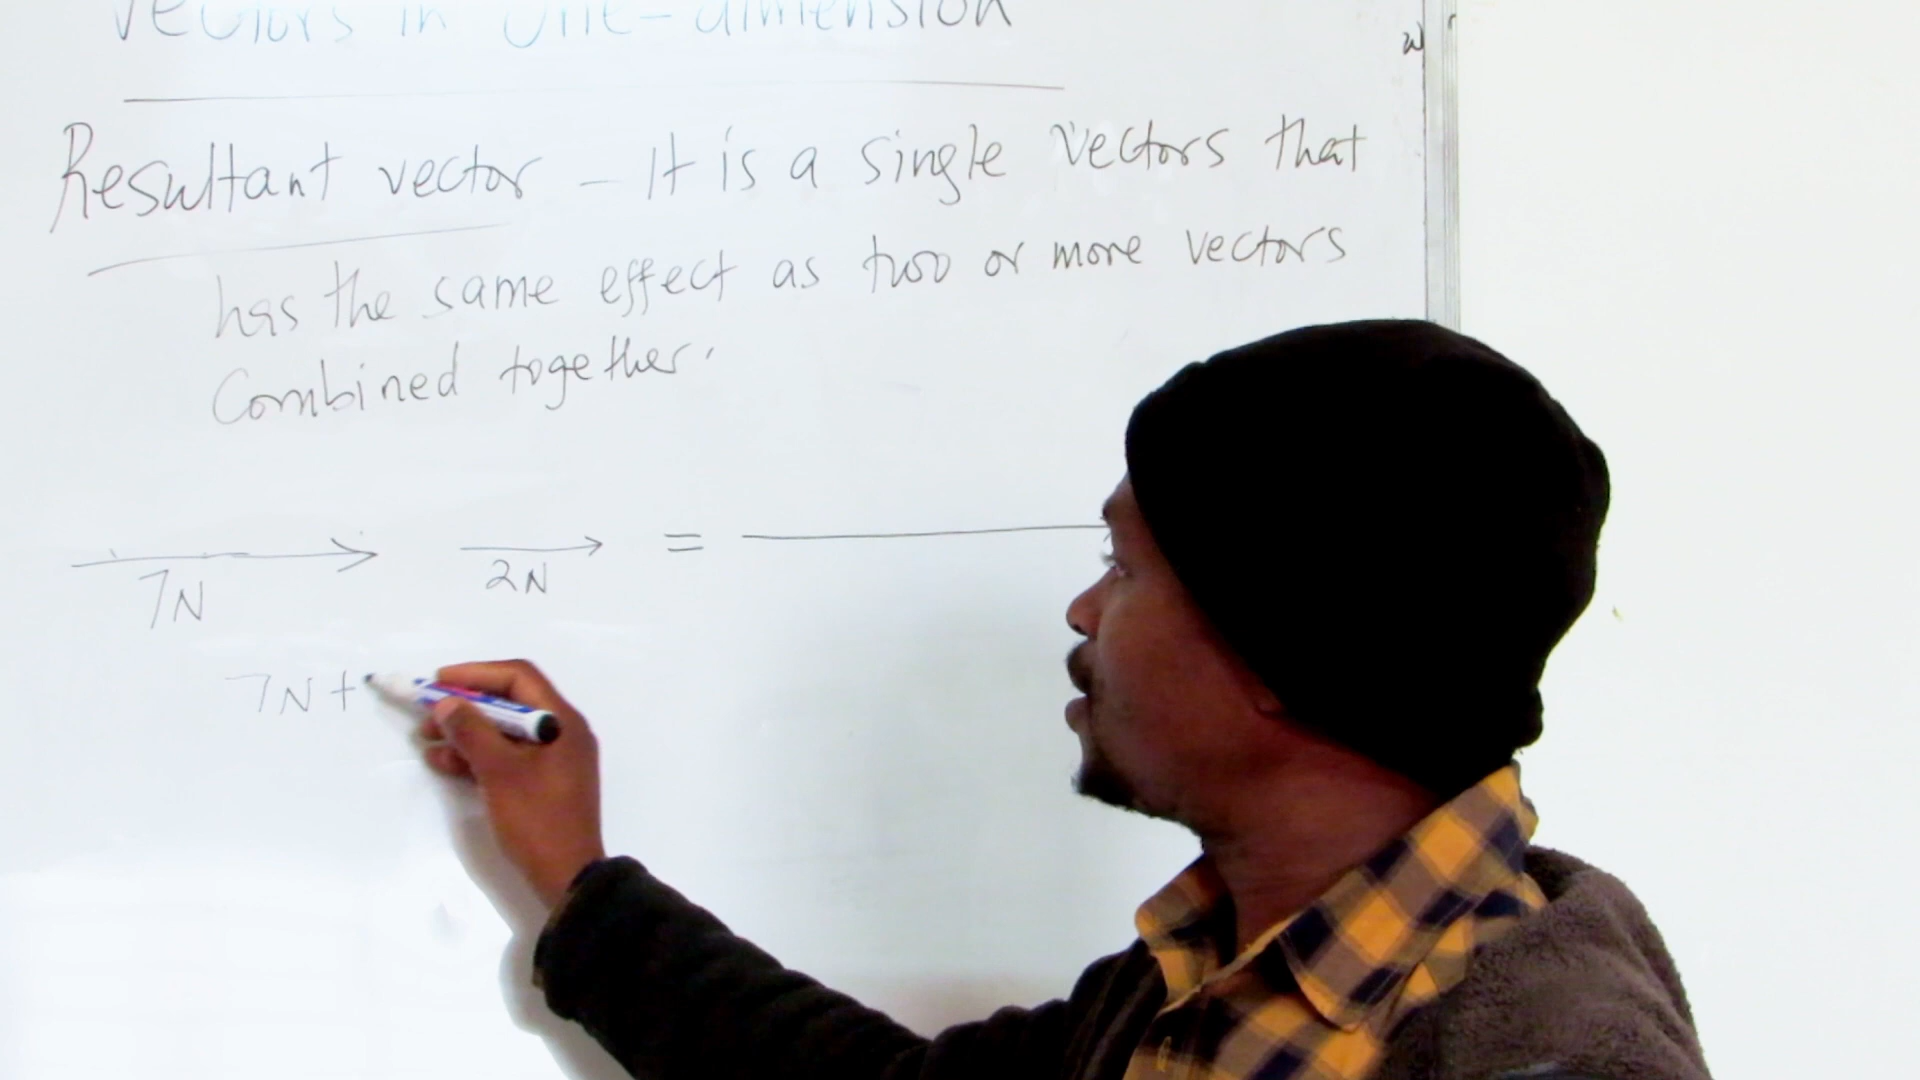 Vectors in One-dimension
Resultant vector - It is a single vectors that
has the same effect as two or more vectors
Combined together.
7N 2N =
7N +